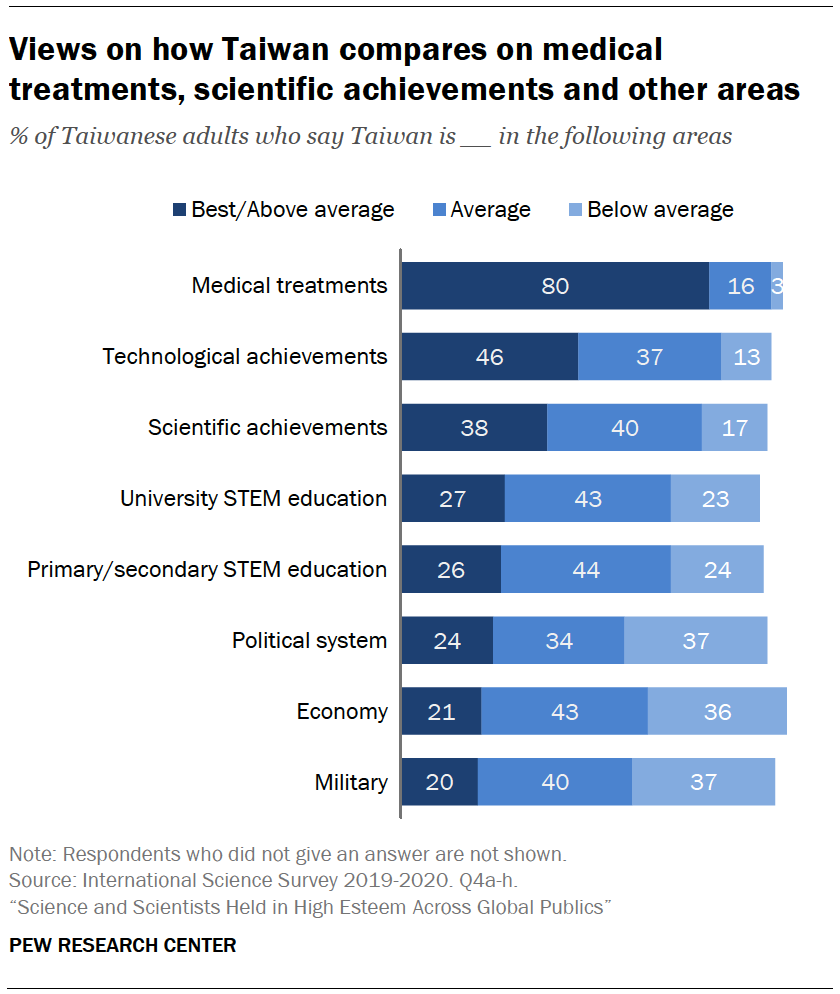 Views on how Taiwan compares on medical
treatments, scientific achievements and other areas
% of Taiwanese adults who say Taiwan is __ in the following areas
Best/Above average Average Below average
Medical treatments 80 16 3
Technological achievements 46 37 13
Scientific achievements 38 40 17
University STEM education 27 43 23
Primary/secondary STEM education 26 44 24
Political system 24 34 37
Economy 21 43 36
Military 20 40 37
Note: Respondents who did not give an answer are not shown.
Source: International Science Survey 2019-2020. Q4a-h.
“Science and Scientists Held in High Esteem Across Global Publics”
PEW RESEARCH CENTER